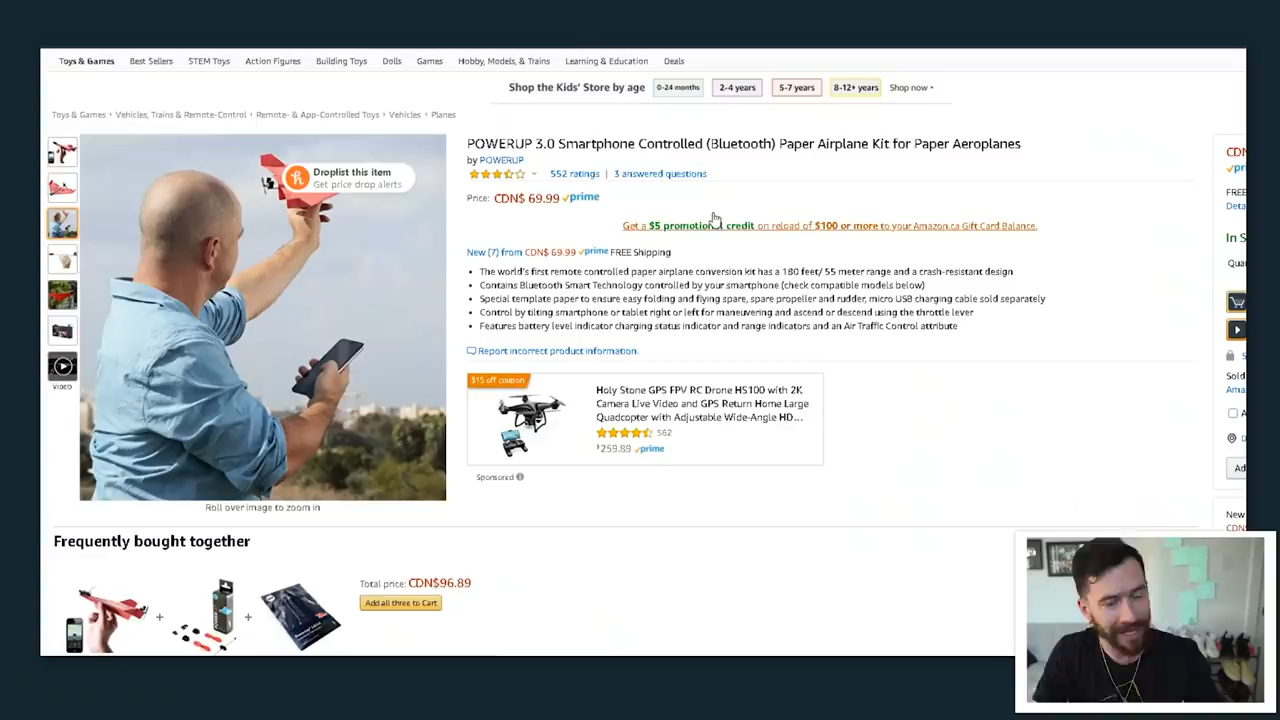 Toys & Games Best Sellers STEM Toys Action Figures Building Toys Dolls Games Hobby, Models, & Trains Learning & Education Deals
Shop the Kids' Store by age 0-24 months 2-4 years 5-7 years 8-12+ years Shop now
Toys & Games › Vehicles, Trains & Remote-Control › Remote- & App-Controlled Toys › Vehicles › Planes
POWERUP 3.0 Smartphone Controlled (Bluetooth) Paper Airplane Kit for Paper Aeroplanes
by POWERUP
552 ratings | 3 answered questions
Price: CDN$ 69.99 prime
Get a $5 promotional credit on reload of $100 or more to your Amazon.ca Gift Card Balance.
New (7) from CDN$ 69.99 prime FREE Shipping
• The world's first remote controlled paper airplane conversion kit has a 180 feet/ 55 meter range and a crash-resistant design
• Contains Bluetooth Smart Technology controlled by your smartphone (check compatible models below)
• Special template paper to ensure easy folding and flying spare, spare propeller and rudder, micro USB charging cable sold separately
• Control by tilting smartphone or tablet right or left for maneuvering and ascend or descend using the throttle lever
• Features battery level indicator charging status indicator and range indicators and an Air Traffic Control attribute
Report incorrect product information.
$15 off coupon
Holy Stone GPS FPV RC Drone HS100 with 2K
Camera Live Video and GPS Return Home Large
Quadcopter with Adjustable Wide-Angle HD...
562
$259.89 prime
Sponsored
Droplist this item
Get price drop alerts
VIDEO
Roll over image to zoom in
CDN
FREE
In S
Sold
New
CDN
Frequently bought together
Total price: CDN$96.89
Add all three to Cart